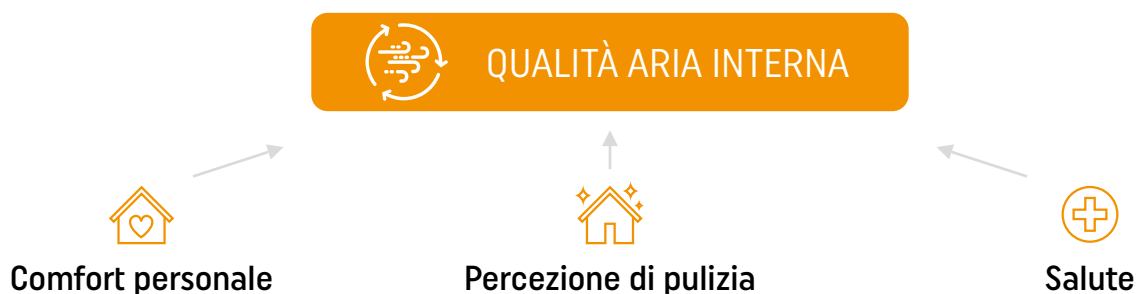 QUALITÀ ARIA INTERNA
Comfort personale
Percezione di pulizia
Salute